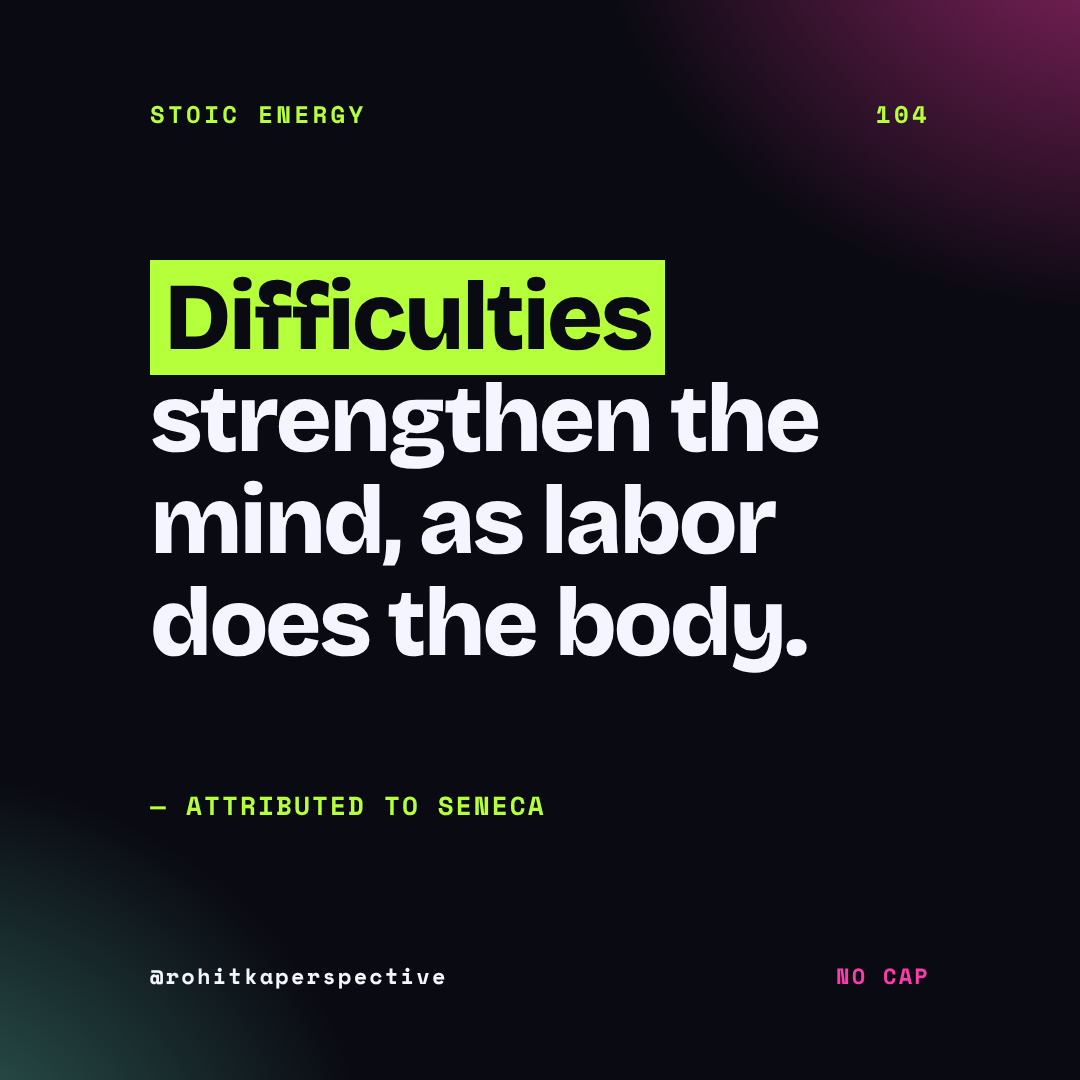 STOIC ENERGY
104
Difficulties
strengthen the
mind, as labor
does the body.
— ATTRIBUTED TO SENECA
@rohitkaperspective
NO CAP